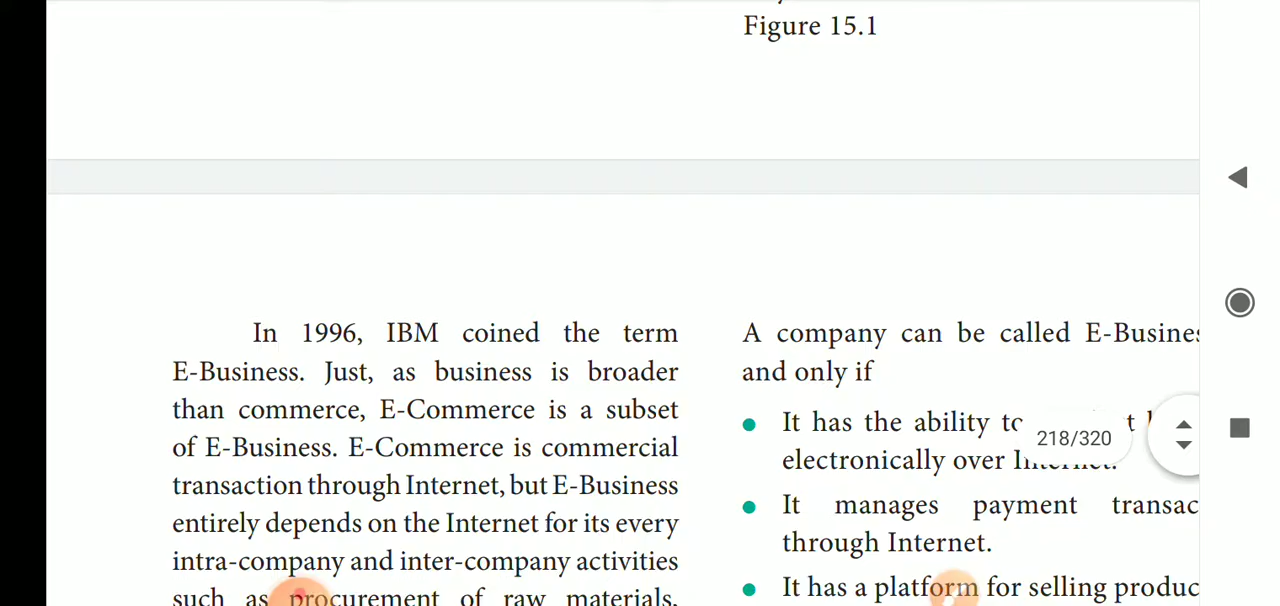 Figure 15.1
In 1996, IBM coined the term
E-Business. Just, as business is broader
than commerce, E-Commerce is a subset
of E-Business. E-Commerce is commercial
transaction through Internet, but E-Business
entirely depends on the Internet for its every
intra-company and inter-company activities
such as procurement of raw materials,
A company can be called E-Busines
and only if
It has the ability to
electronically over Internet.
It manages payment transac
through Internet.
It has a platform for selling produc
218/320